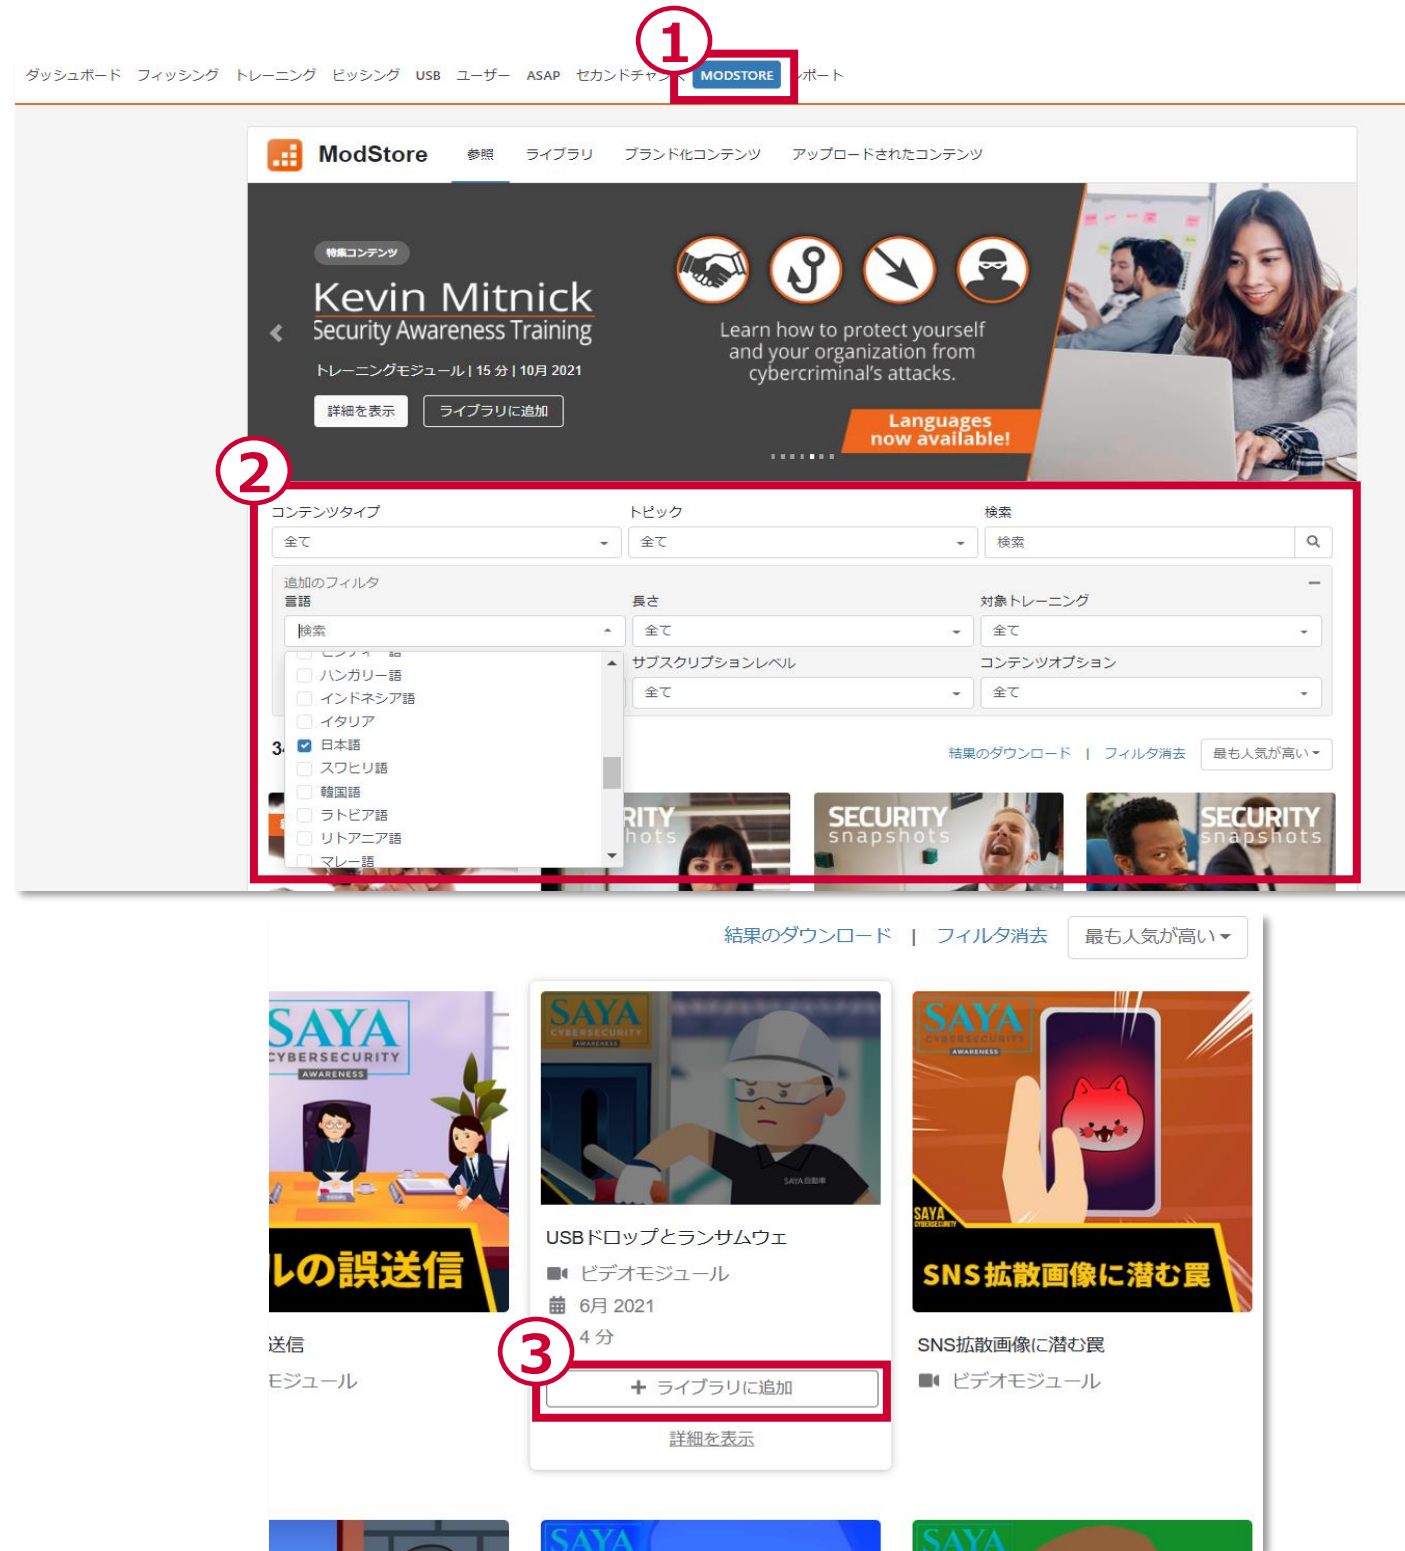 1
ダッシュボード フィッシング トレーニング ビッシング USB ユーザー ASAP セカンドチャンス MODSTORE レポート
ModStore 参照 ライブラリ ブランド化コンテンツ アップロードされたコンテンツ
特集コンテンツ
Kevin Mitnick
Security Awareness Training
トレーニングモジュール | 15 分 | 10月 2021
詳細を表示 ライブラリに追加
Learn how to protect yourself
and your organization from
cybercriminal's attacks.
Languages
now available!
2
コンテンツタイプ トピック 検索
全て 全て 検索
追加のフィルタ
言語 長さ 対象トレーニング
検索 全て 全て
サブスクリプションレベル コンテンツオプション
全て 全て
ハンガリー語
インドネシア語
イタリア
日本語
スワヒリ語
韓国語
ラトビア語
リトアニア語
マレー語
結果のダウンロード | フィルタ消去 最も人気が高い
SECURITY
snapshots
SECURITY
snapshots
結果のダウンロード | フィルタ消去 最も人気が高い
SAYA
CYBERSECURITY
AWARENESS
ルの誤送信
送信
モジュール
SAYA
CYBERSECURITY
AWARENESS
SAYA自動車
USBドロップとランサムウェ
ビデオモジュール
6月 2021
4 分
3
+ ライブラリに追加
詳細を表示
SAYA
CYBERSECURITY
AWARENESS
SAYA
CYBERSECURITY
SNS拡散画像に潜む罠
SNS拡散画像に潜む罠
ビデオモジュール
SAYA
SAYA